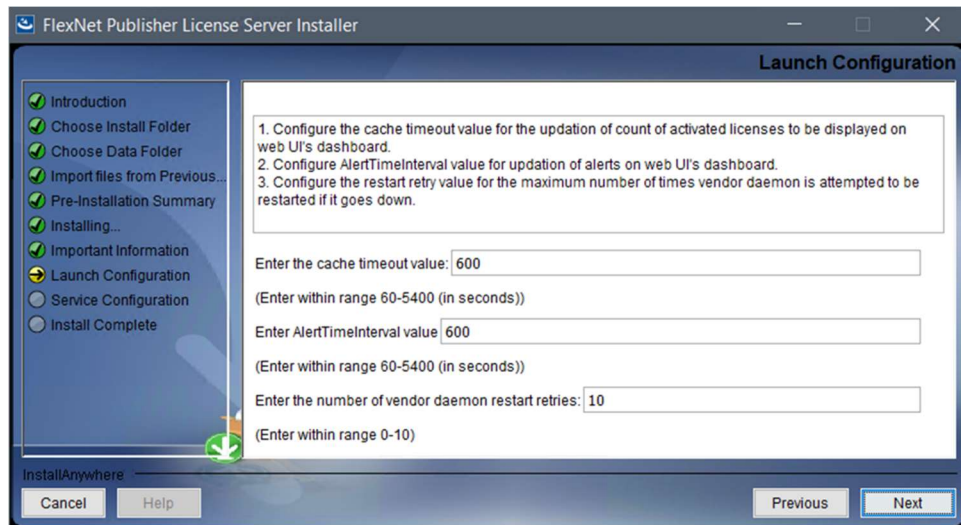 FlexNet Publisher License Server Installer
Launch Configuration
Introduction
Choose Install Folder
Choose Data Folder
Import files from Previous...
Pre-Installation Summary
Installing...
Important Information
Launch Configuration
Service Configuration
Install Complete
1. Configure the cache timeout value for the updation of count of activated licenses to be displayed on
web UI's dashboard.
2. Configure AlertTimeInterval value for updation of alerts on web UI's dashboard.
3. Configure the restart retry value for the maximum number of times vendor daemon is attempted to be
restarted if it goes down.
Enter the cache timeout value: 600
(Enter within range 60-5400 (in seconds))
Enter AlertTimeInterval value 600
(Enter within range 60-5400 (in seconds))
Enter the number of vendor daemon restart retries: 10
(Enter within range 0-10)
InstallAnywhere
Cancel Help Previous Next